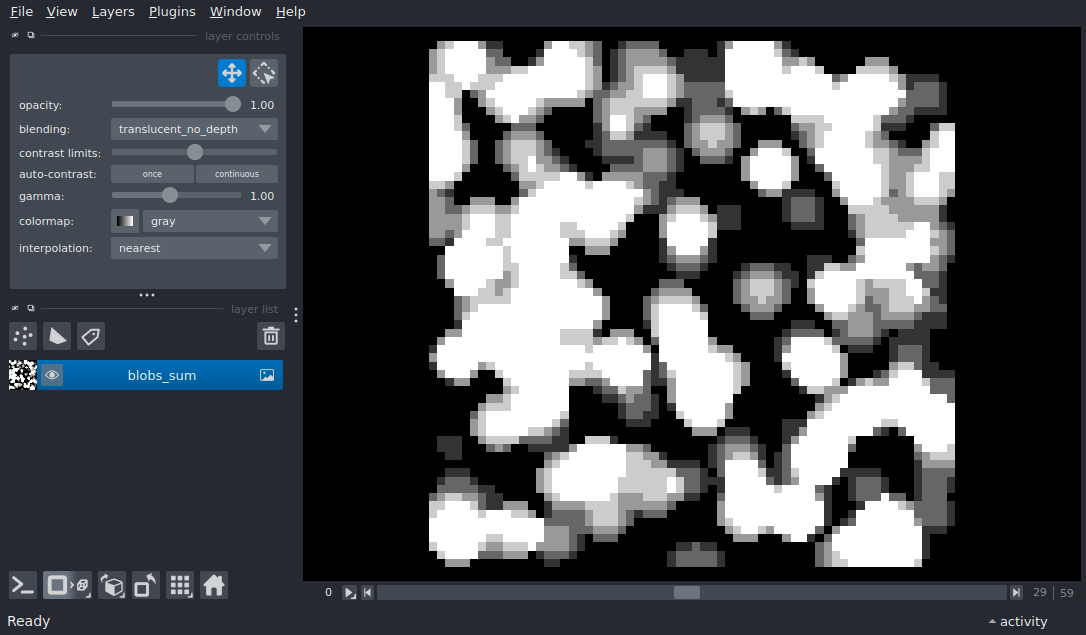 File View Layers Plugins Window Help
layer controls
opacity: 1.00
blending: translucent_no_depth
contrast limits:
auto-contrast: once continuous
gamma: 1.00
colormap: gray
interpolation: nearest
layer list
blobs_sum
0 29 59
Ready activity